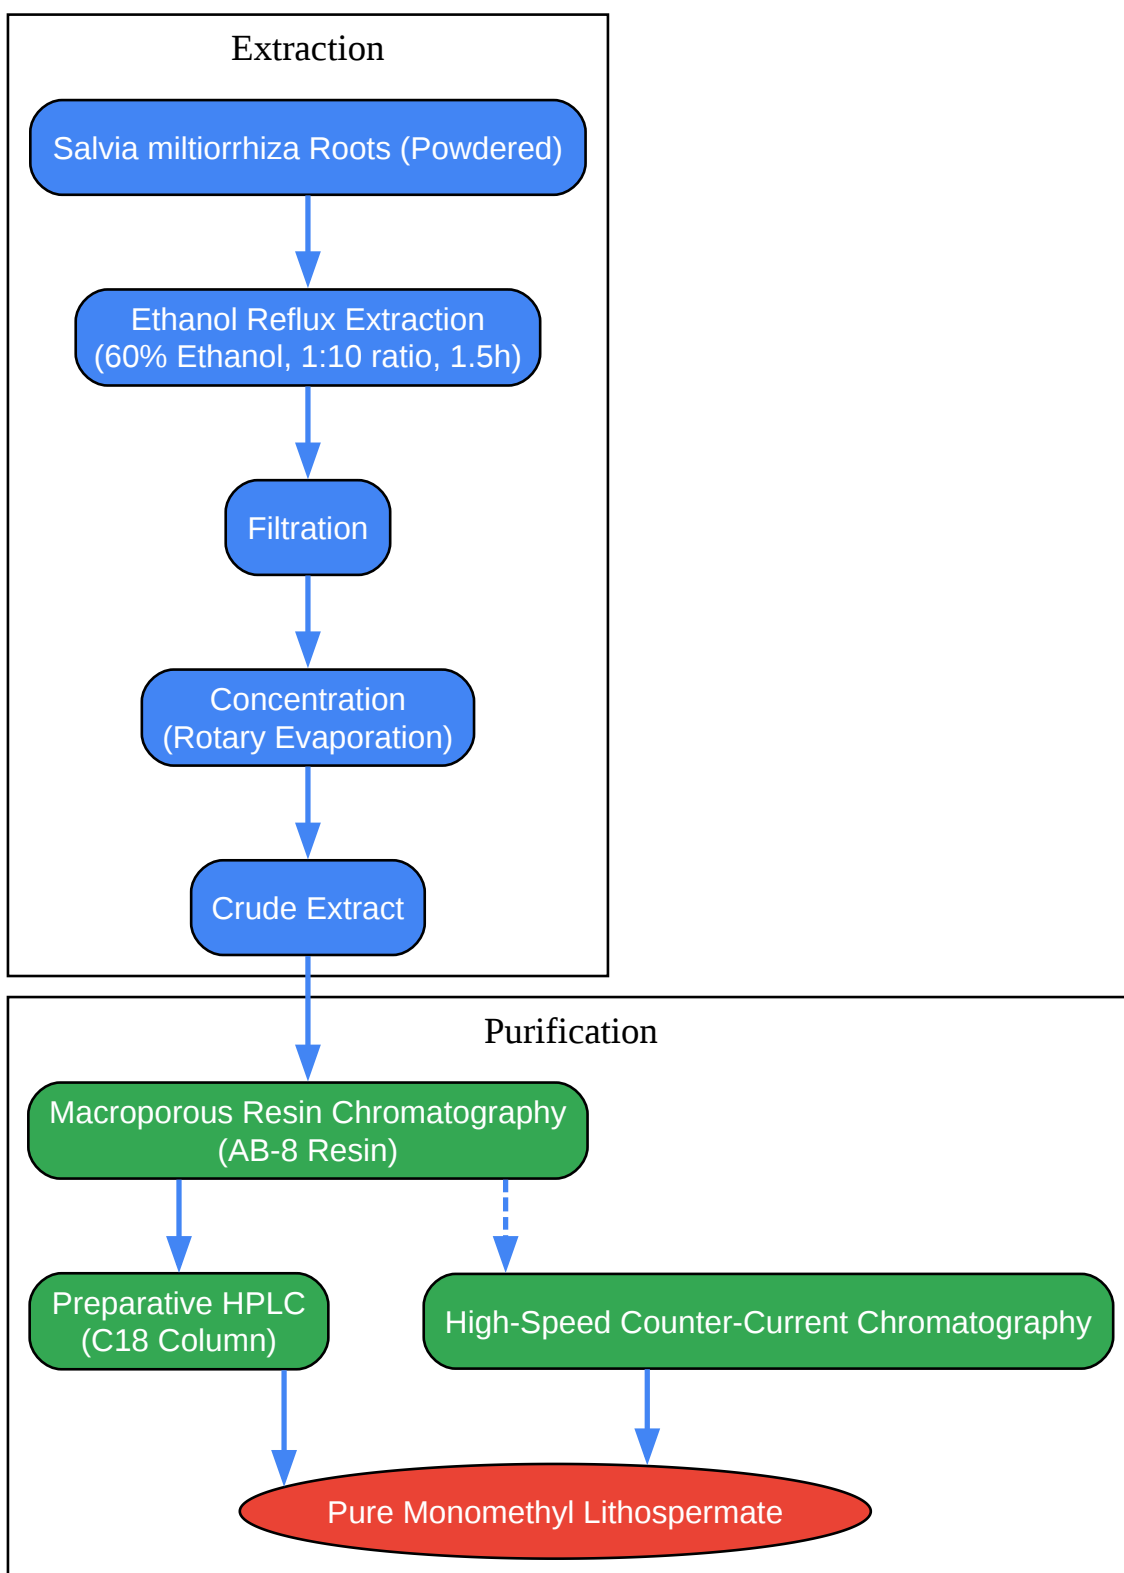 Extraction
Salvia miltiorrhiza Roots (Powdered)
Ethanol Reflux Extraction
(60% Ethanol, 1:10 ratio, 1.5h)
Filtration
Concentration
(Rotary Evaporation)
Crude Extract
Purification
Macroporous Resin Chromatography
(AB-8 Resin)
Preparative HPLC
(C18 Column)
High-Speed Counter-Current Chromatography
Pure Monomethyl Lithospermate